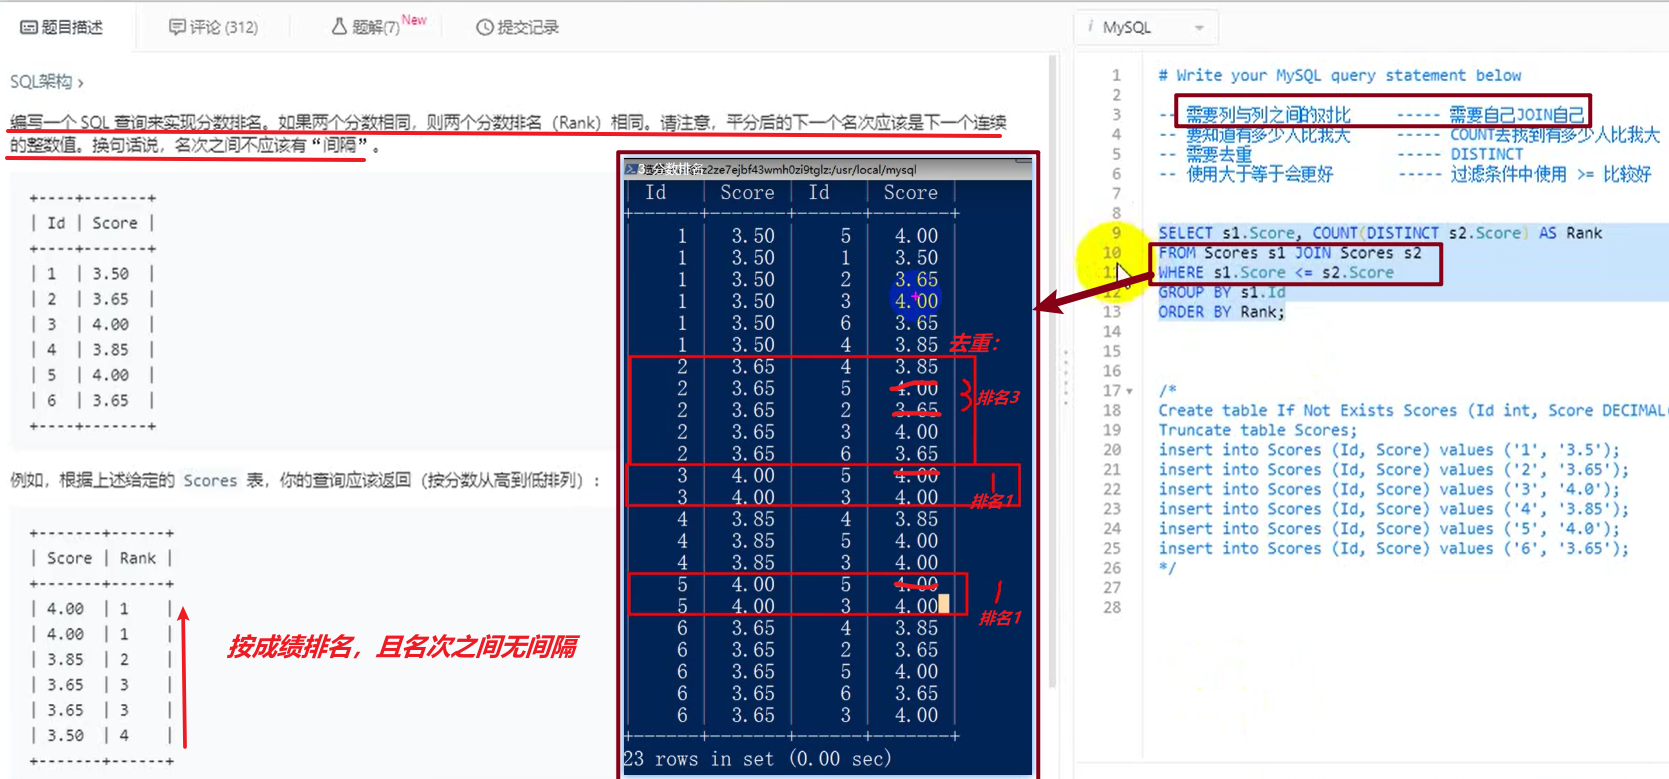 题目描述
评论 (312)
题解(7) New
提交记录
SQL架构 ›
编写一个 SQL 查询来实现分数排名。如果两个分数相同，则两个分数排名（Rank）相同。请注意，平分后的下一个名次应该是下一个连续
的整数值。换句话说，名次之间不应该有“间隔”。
+----+-------+
| Id | Score |
+----+-------+
| 1 | 3.50 |
| 2 | 3.65 |
| 3 | 4.00 |
| 4 | 3.85 |
| 5 | 4.00 |
| 6 | 3.65 |
+----+-------+
例如，根据上述给定的 Scores 表，你的查询应该返回（按分数从高到低排列）：
+-------+------+
| Score | Rank |
+-------+------+
| 4.00 | 1 |
| 4.00 | 1 |
| 3.85 | 2 |
| 3.65 | 3 |
| 3.65 | 3 |
| 3.50 | 4 |
+-------+------+
按成绩排名，且名次之间无间隔
3. 分数排名
z2ze7ejbf43wmh0zi9tglz:/usr/local/mysql
| Id | Score | Id | Score |
+------+-------+------+-------+
| 1 | 3.50 | 5 | 4.00 |
| 1 | 3.50 | 1 | 3.50 |
| 1 | 3.50 | 2 | 3.65 |
| 1 | 3.50 | 3 | 4.00 |
| 1 | 3.50 | 6 | 3.65 |
| 1 | 3.50 | 4 | 3.85 |
去重：
| 2 | 3.65 | 4 | 3.85 |
| 2 | 3.65 | 5 | 4.00 |
| 2 | 3.65 | 2 | 3.65 |
| 2 | 3.65 | 3 | 4.00 |
| 2 | 3.65 | 6 | 3.65 |
排名3
| 3 | 4.00 | 5 | 4.00 |
| 3 | 4.00 | 3 | 4.00 |
排名1
| 4 | 3.85 | 4 | 3.85 |
| 4 | 3.85 | 5 | 4.00 |
| 4 | 3.85 | 3 | 4.00 |
| 5 | 4.00 | 5 | 4.00 |
| 5 | 4.00 | 3 | 4.00 |
排名1
| 6 | 3.65 | 4 | 3.85 |
| 6 | 3.65 | 2 | 3.65 |
| 6 | 3.65 | 5 | 4.00 |
| 6 | 3.65 | 6 | 3.65 |
| 6 | 3.65 | 3 | 4.00 |
+------+-------+------+-------+
23 rows in set (0.00 sec)
i MySQL
1 # Write your MySQL query statement below
2
3 -- 需要列与列之间的对比 ----- 需要自己JOIN自己
4 -- 要知道有多少人比我大 ----- COUNT去找到有多少人比我大
5 -- 需要去重 ----- DISTINCT
6 -- 使用大于等于会更好 ----- 过滤条件中使用 >= 比较好
7
8
9 SELECT s1.Score, COUNT(DISTINCT s2.Score) AS Rank
10 FROM Scores s1 JOIN Scores s2
11 WHERE s1.Score <= s2.Score
12 GROUP BY s1.Id
13 ORDER BY Rank;
14
15
16
17 /*
18 Create table If Not Exists Scores (Id int, Score DECIMAL(
19 Truncate table Scores;
20 insert into Scores (Id, Score) values ('1', '3.5');
21 insert into Scores (Id, Score) values ('2', '3.65');
22 insert into Scores (Id, Score) values ('3', '4.0');
23 insert into Scores (Id, Score) values ('4', '3.85');
24 insert into Scores (Id, Score) values ('5', '4.0');
25 insert into Scores (Id, Score) values ('6', '3.65');
26 */
27
28